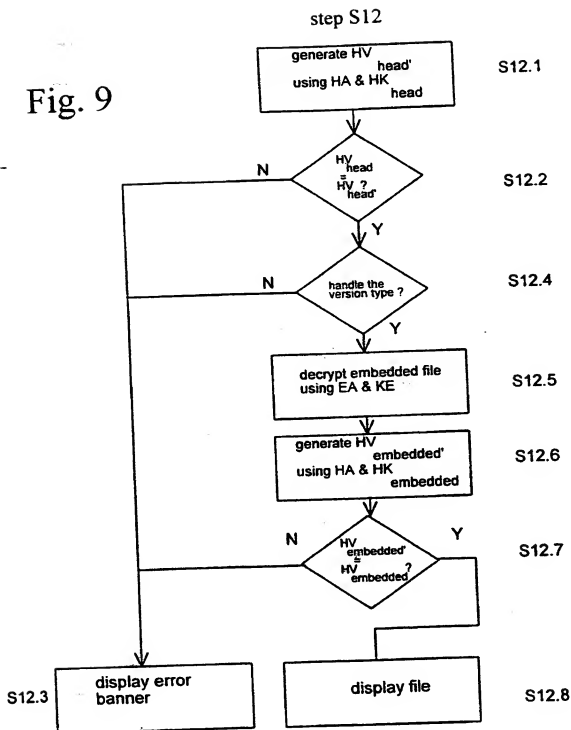 step S12
Fig. 9
generate HV
head'
using HA & HK
head
S12.1
HV
head
=
HV ?
head'
N
Y
S12.2
handle the
version type ?
N
Y
S12.4
decrypt embedded file
using EA & KE
S12.5
generate HV
embedded'
using HA & HK
embedded
S12.6
HV
embedded'
=
HV
embedded ?
N
Y
S12.7
S12.3
display error
banner
display file
S12.8